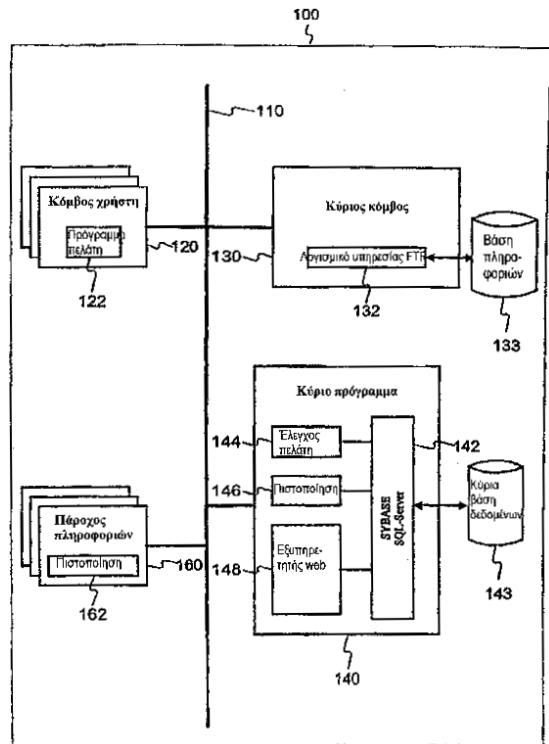 100
110
Κόμβος χρήστη
Πρόγραμμα
πελάτη
120
122
Κύριος κόμβος
130
Λογισμικό υπηρεσίας FTP
132
Βάση
πληρο-
φοριών
133
Κύριο πρόγραμμα
144
Έλεγχος
πελάτη
142
146
Πιστοποίηση
148
Εξυπηρε-
τητής web
SYBASE
SQL-Server
Κύρια
βάση
δεδομένων
143
140
Πάροχος
πληροφοριών
Πιστοποίηση
160
162